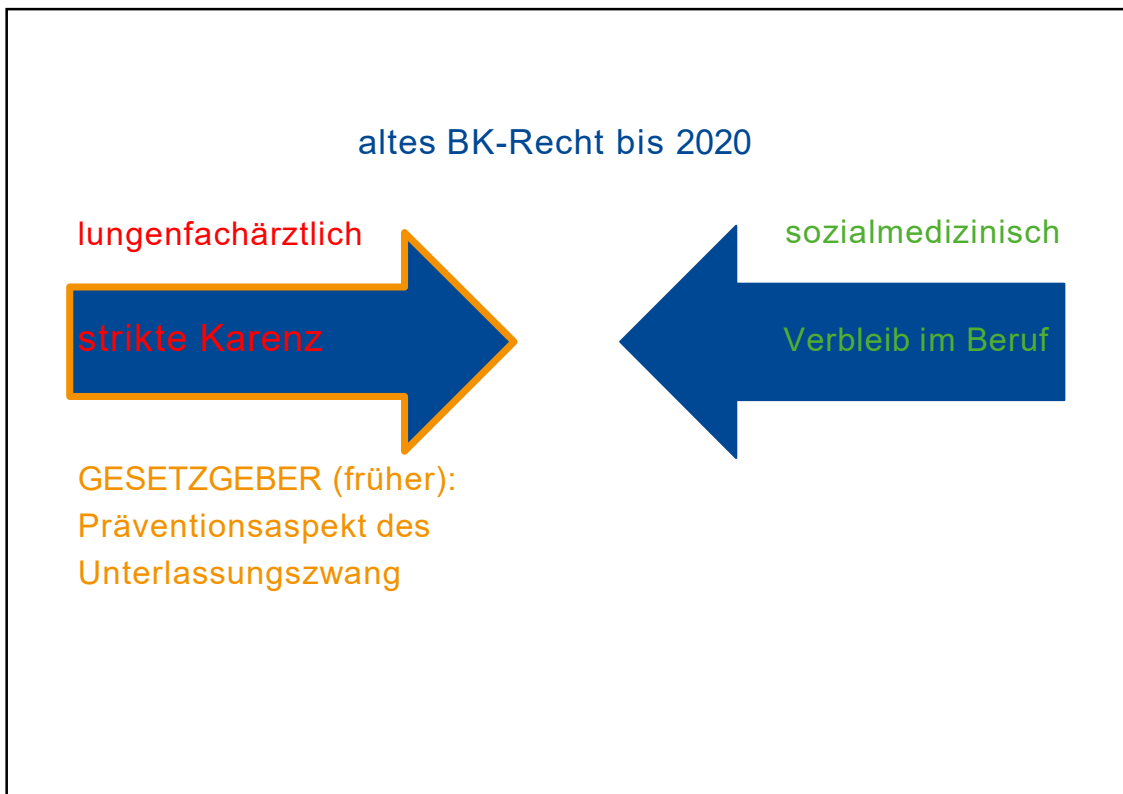 altes BK-Recht bis 2020
lungenfachärztlich
strikte Karenz
GESETZGEBER (früher):
Präventionsaspekt des
Unterlassungszwang
sozialmedizinisch
Verbleib im Beruf